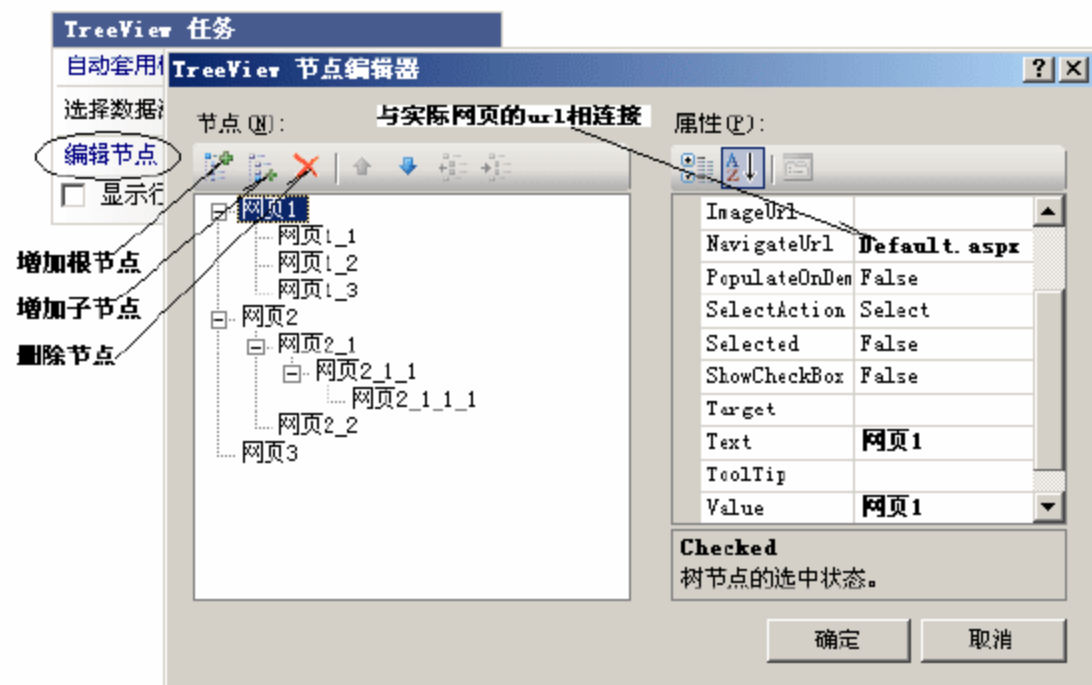 TreeView 任务
自动套用
选择数据
编辑节点
显示行
TreeView 节点编辑器
节点(N):
与实际网页的url相连接
属性(P):
网页1
网页1_1
网页1_2
网页1_3
网页2
网页2_1
网页2_1_1
网页2_1_1_1
网页2_2
网页3
增加根节点
增加子节点
删除节点
ImageUrl
NavigateUrl Default.aspx
PopulateOnDem False
SelectAction Select
Selected False
ShowCheckBox False
Target
Text 网页1
ToolTip
Value 网页1
Checked
树节点的选中状态。
确定 取消